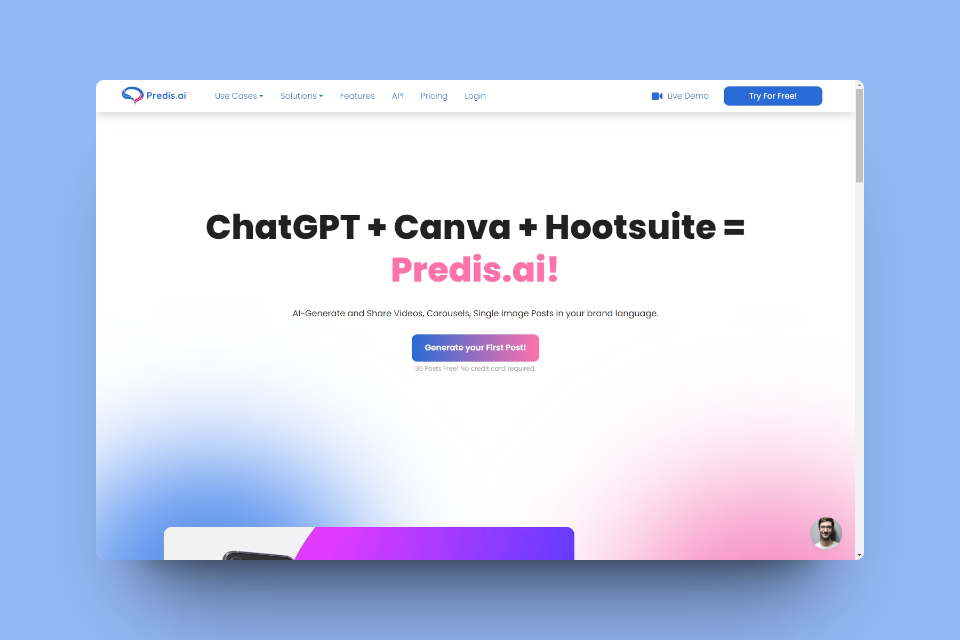 Predis.ai
Use Cases
Solutions
Features
API
Pricing
Login
Live Demo
Try For Free!
ChatGPT + Canva + Hootsuite =
Predis.ai!
AI-Generate and Share Videos, Carousels, Single Image Posts in your brand language.
Generate your First Post!
30 Posts Free! No credit card required.